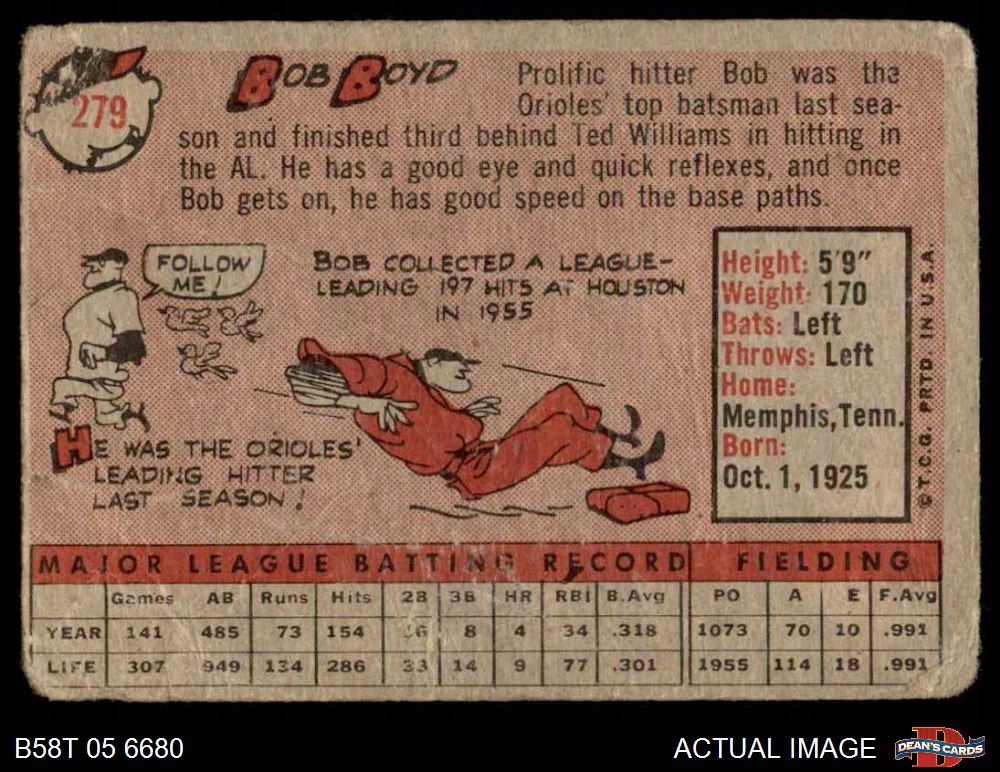 279
BOB BOYD
Prolific hitter Bob was the
Orioles' top batsman last sea-
son and finished third behind Ted Williams in hitting in
the AL. He has a good eye and quick reflexes, and once
Bob gets on, he has good speed on the base paths.
FOLLOW
ME!
BOB COLLECTED A LEAGUE-
LEADING 197 HITS AT HOUSTON
IN 1955
HE WAS THE ORIOLES'
LEADING HITTER
LAST SEASON!
Height: 5'9"
Weight: 170
Bats: Left
Throws: Left
Home:
Memphis, Tenn.
Born:
Oct. 1, 1925
© T.C.G. PRTD. IN U.S.A.
MAJOR LEAGUE BATTING RECORD FIELDING
Games AB Runs Hits 2B 3B HR RBI B.Avg PO A E F.Avg
YEAR 141 485 73 154 8 4 34 .318 1073 70 10 .991
LIFE 307 949 134 286 33 14 9 77 .301 1955 114 18 .991
B58T 05 6680
ACTUAL IMAGE
D
DEAN'S CARDS